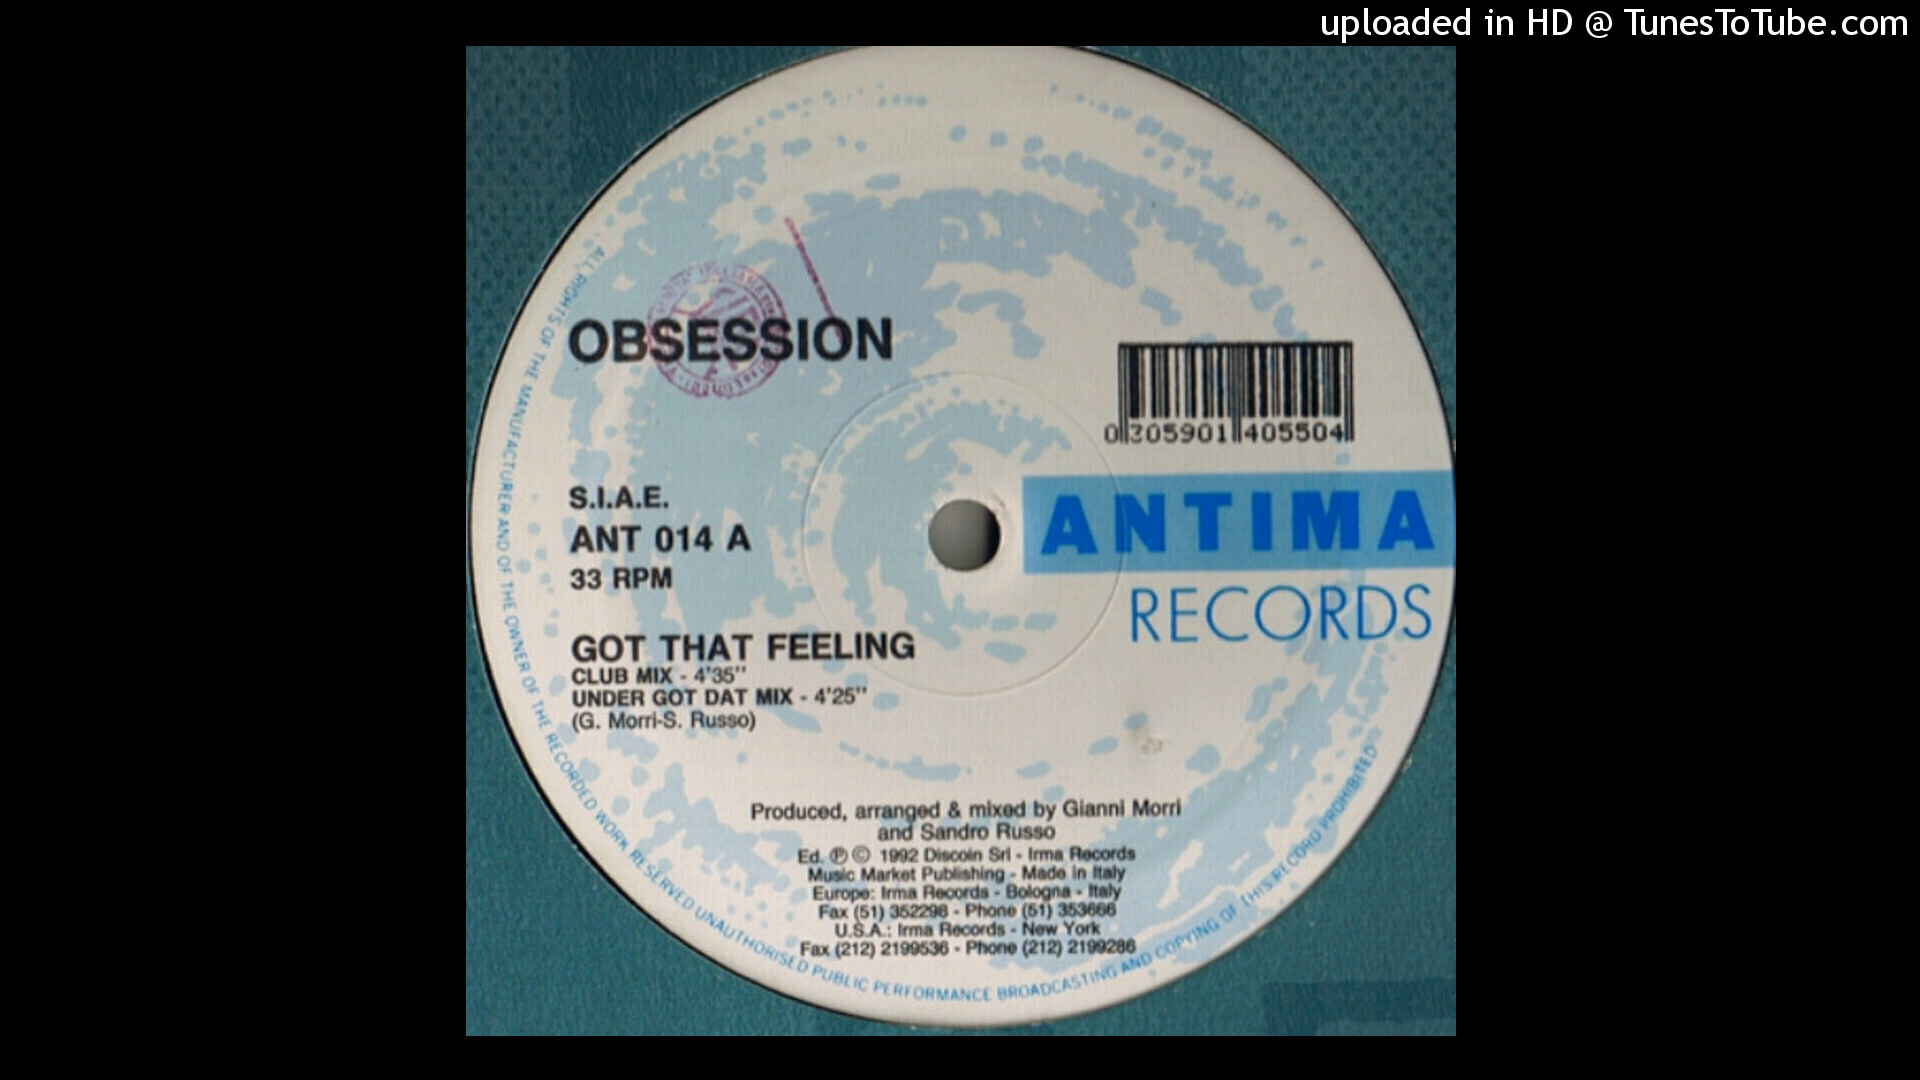 uploaded in HD @ TunesToTube.com
OBSESSION
0 305901 405504
S.I.A.E.
ANT 014 A
33 RPM
ANTIMA
RECORDS
GOT THAT FEELING
CLUB MIX - 4'35''
UNDER GOT DAT MIX - 4'25''
(G. Morri-S. Russo)
Produced, arranged & mixed by Gianni Morri
and Sandro Russo
Ed. Ⓟ © 1992 Discoin Srl - Irma Records
Music Market Publishing - Made in Italy
Europe: Irma Records - Bologna - Italy
Fax (51) 352298 - Phone (51) 353666
U.S.A.: Irma Records - New York
Fax (212) 2199536 - Phone (212) 2199286
ALL RIGHTS OF THE MANUFACTURER AND OF THE OWNER OF THE RECORDED WORK RESERVED UNAUTHORISED PUBLIC PERFORMANCE BROADCASTING AND COPYING OF THIS RECORD PROHIBITED